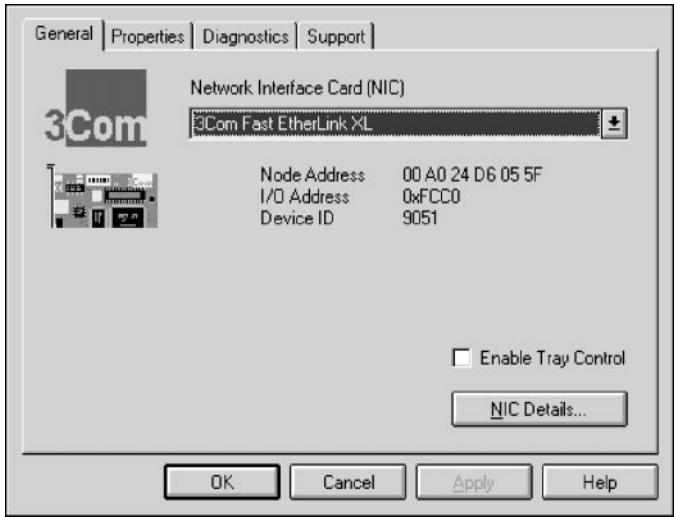 General Properties Diagnostics Support
Network Interface Card (NIC)
3Com
3Com Fast EtherLink XL
Node Address 00 A0 24 D6 05 5F
I/O Address 0xFCC0
Device ID 9051
Enable Tray Control
NIC Details...
OK Cancel Apply Help